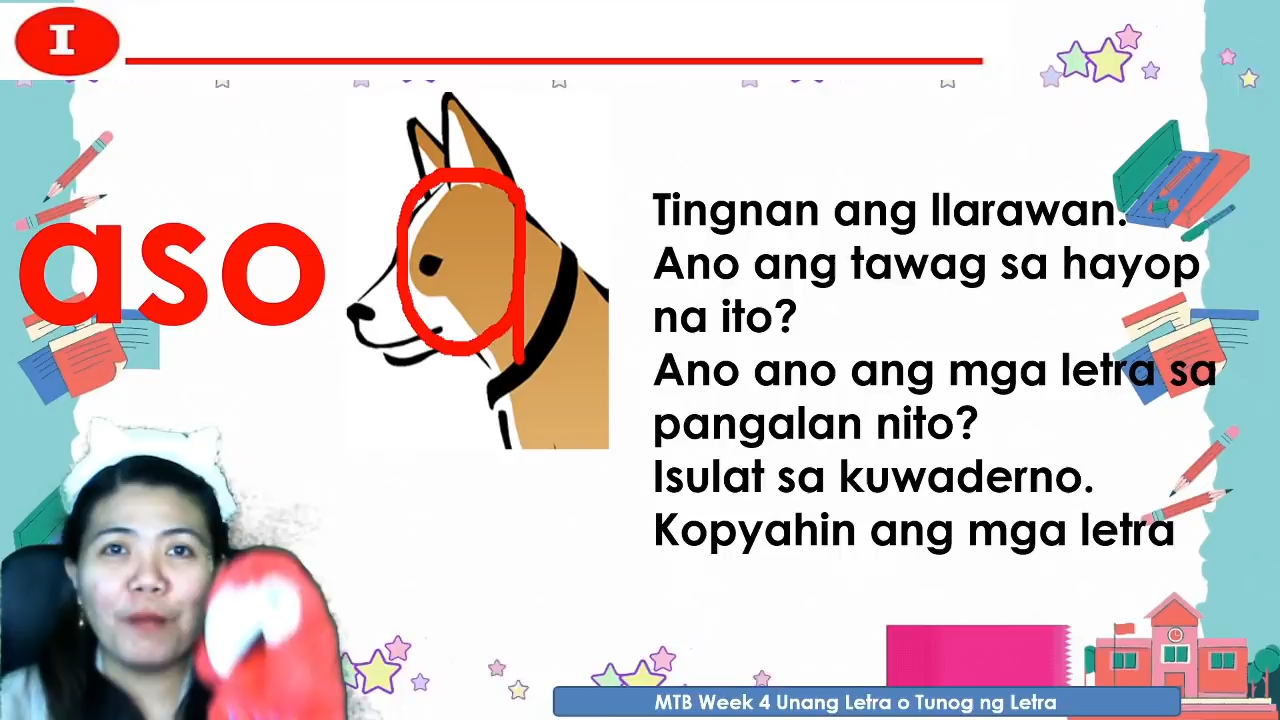 I
aso
a
Tingnan ang llarawan.
Ano ang tawag sa hayop
na ito?
Ano ano ang mga letra sa
pangalan nito?
Isulat sa kuwaderno.
Kopyahin ang mga letra
MTB Week 4 Unang Letra o Tunog ng Letra